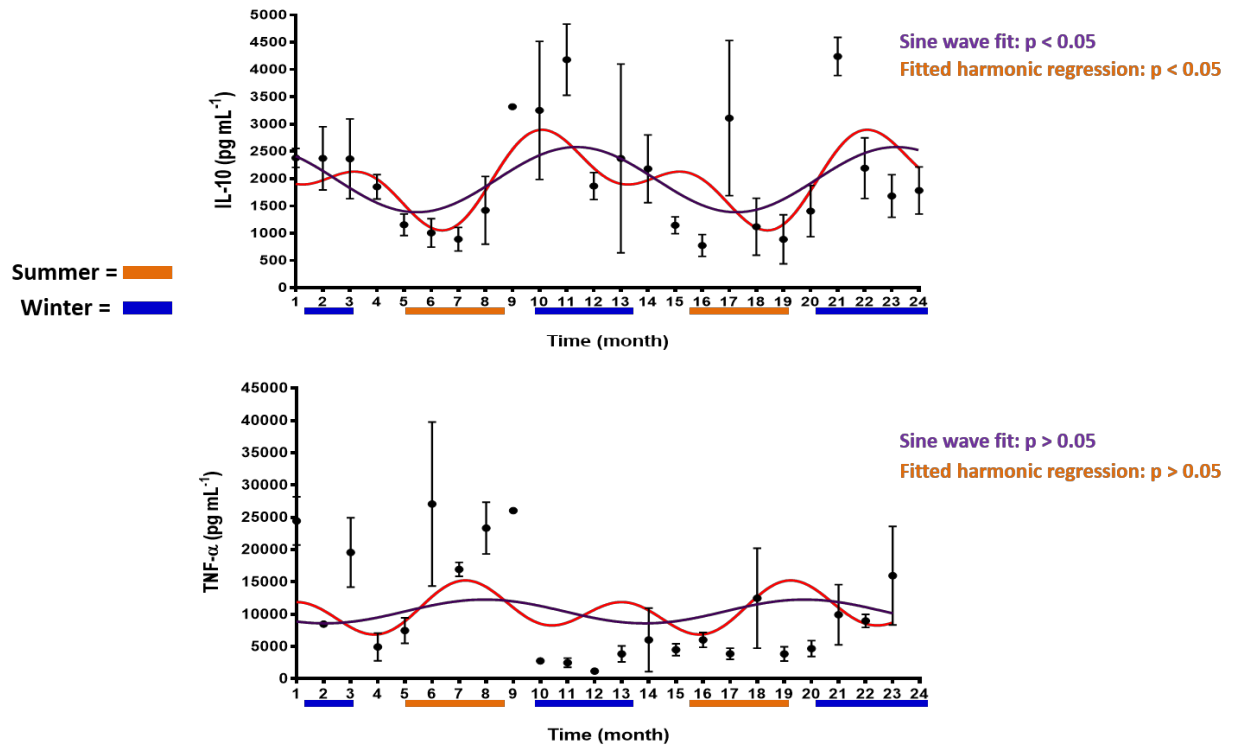 5000
4500
4000
3500
3000
2500
2000
1500
1000
500
0
IL-10 (pg mL-1)
Sine wave fit: p < 0.05
Fitted harmonic regression: p < 0.05
1 2 3 4 5 6 7 8 9 10 11 12 13 14 15 16 17 18 19 20 21 22 23 24
Time (month)
Summer =
Winter =
45000
40000
35000
30000
25000
20000
15000
10000
5000
0
TNF-α (pg mL-1)
Sine wave fit: p > 0.05
Fitted harmonic regression: p > 0.05
1 2 3 4 5 6 7 8 9 10 11 12 13 14 15 16 17 18 19 20 21 22 23 24
Time (month)